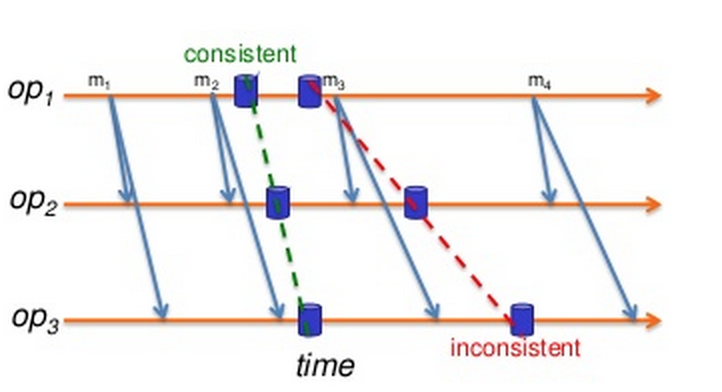 consistent
m₁ m₂ m₃ m₄
op₁
op₂
op₃
inconsistent
time